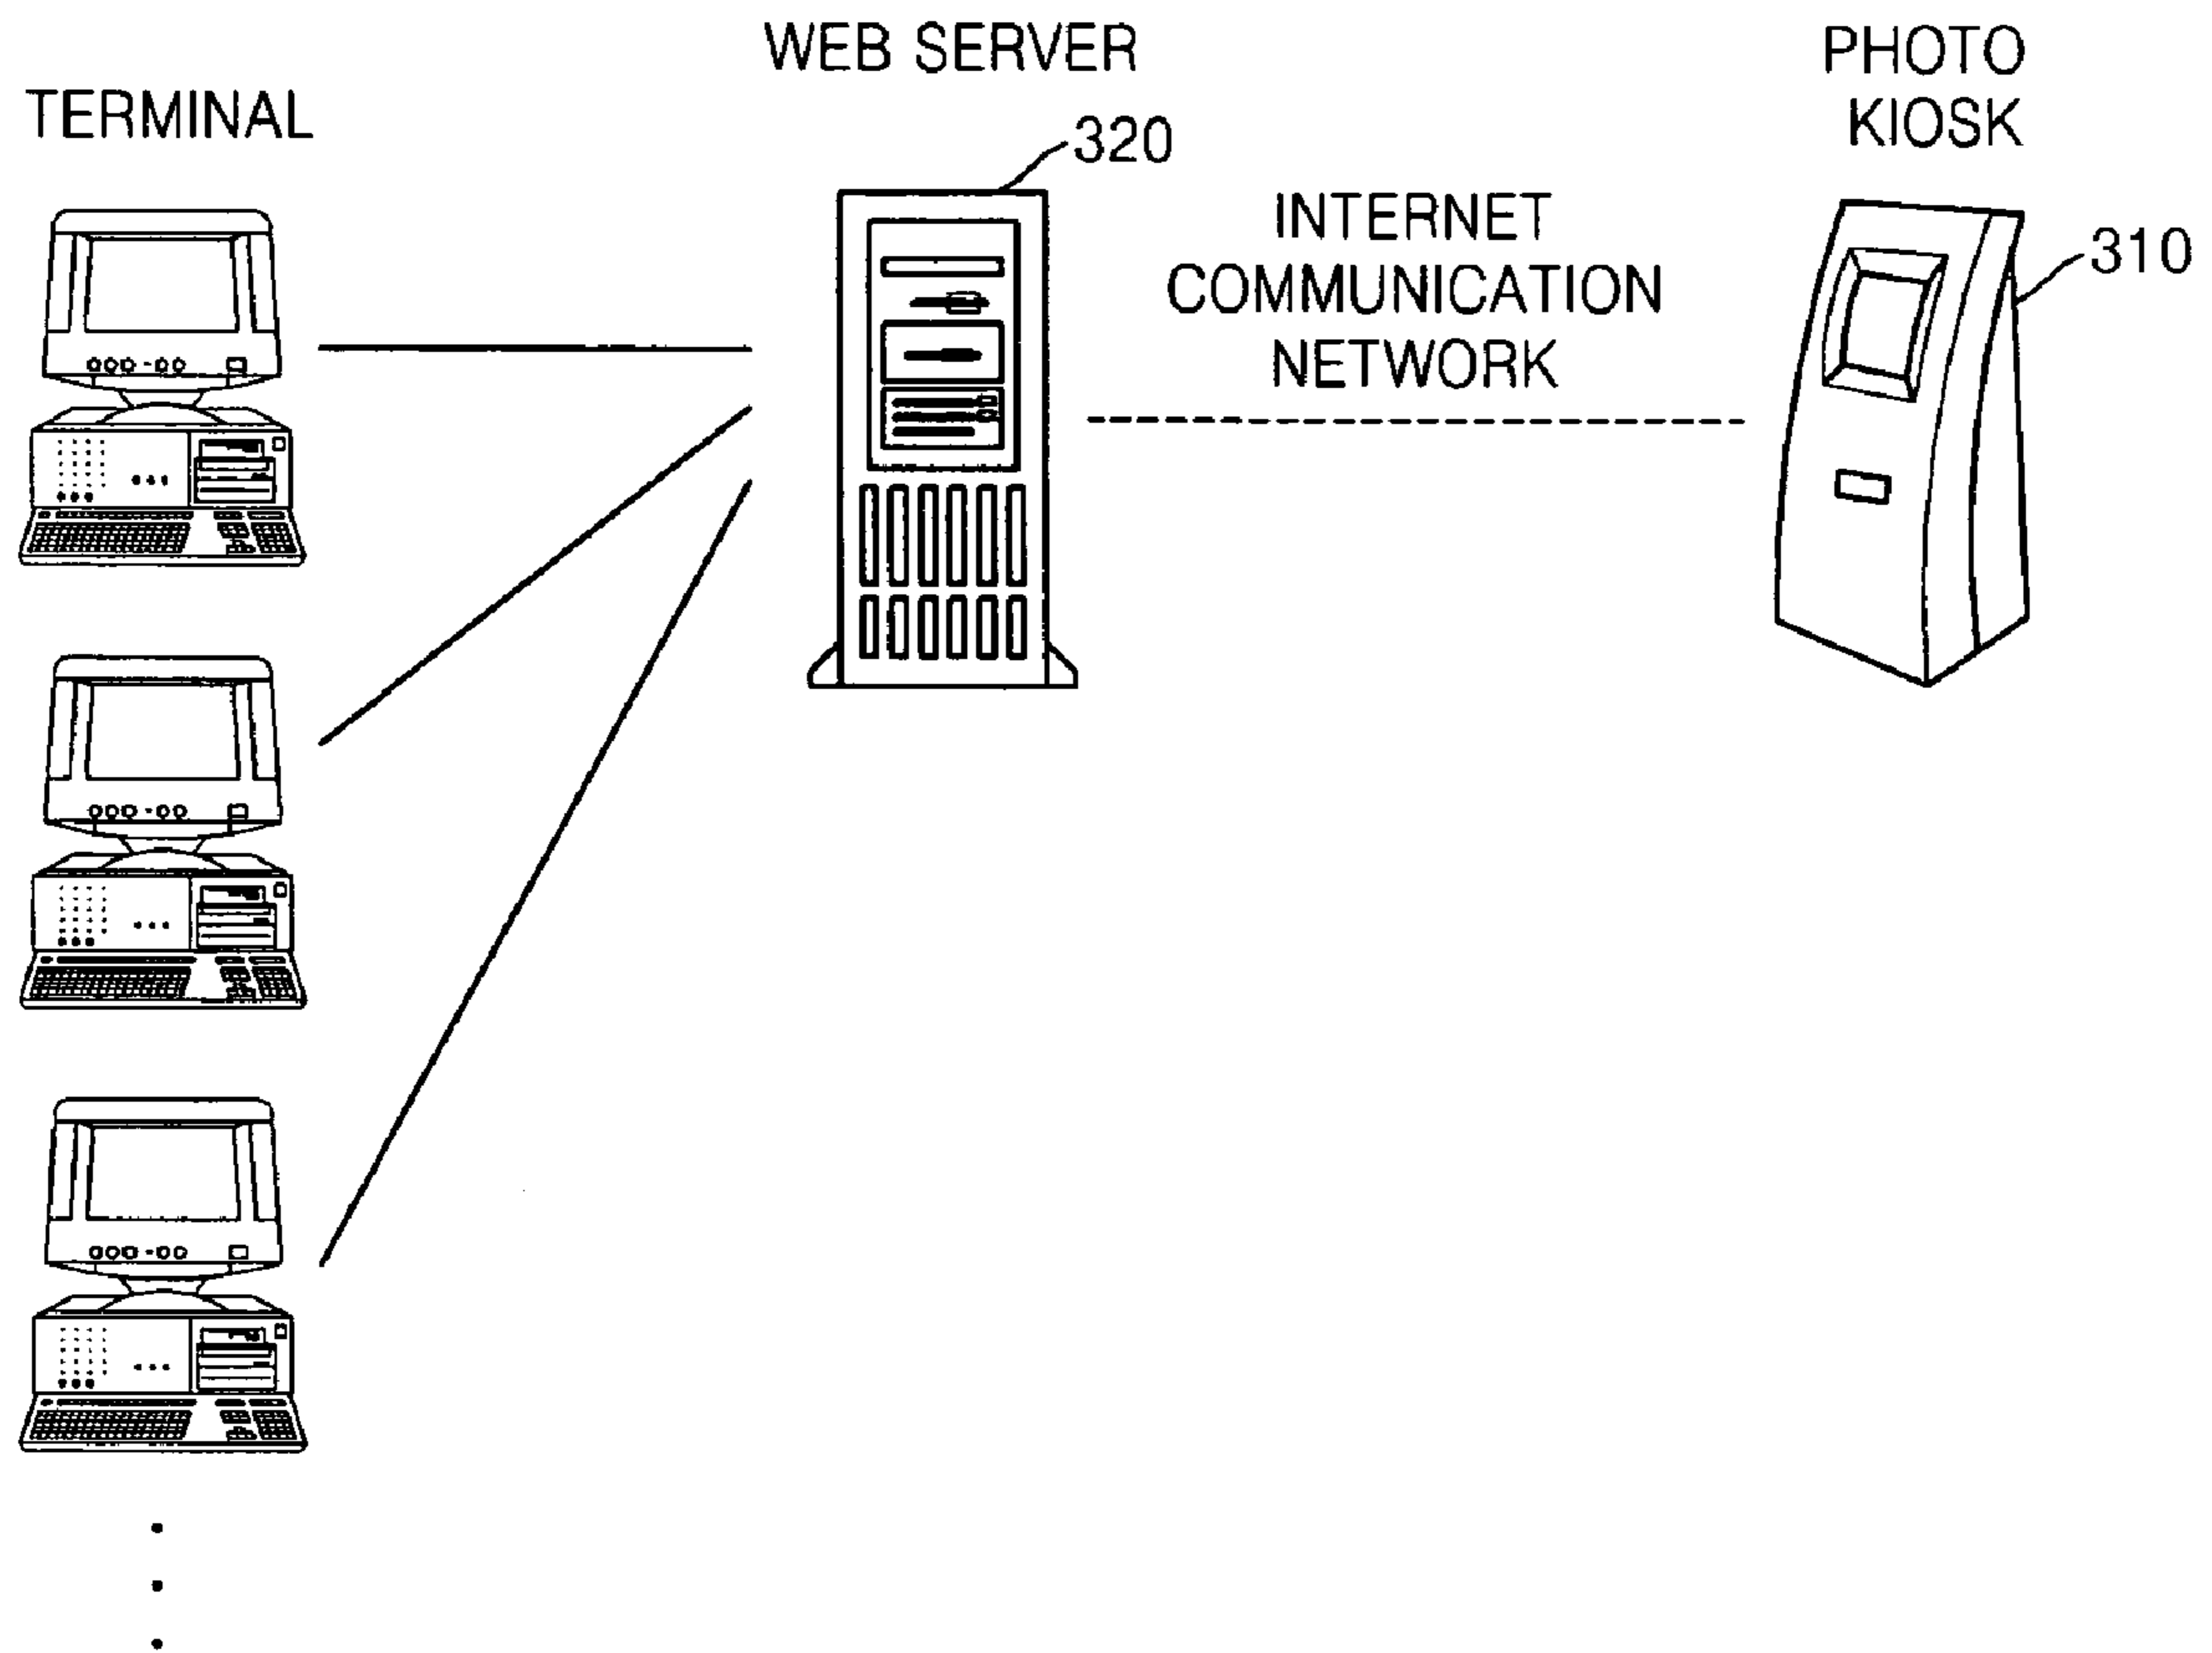 TERMINAL
WEB SERVER
320
INTERNET
COMMUNICATION
NETWORK
PHOTO
KIOSK
310